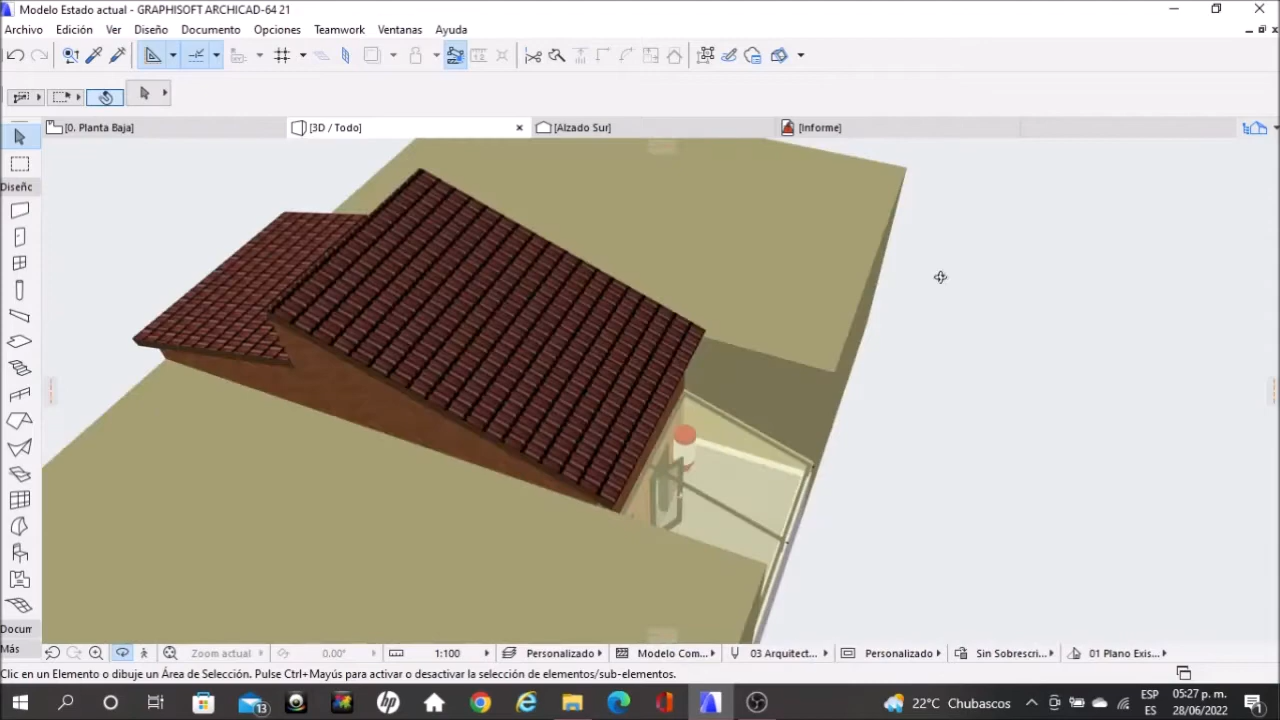 Modelo Estado actual - GRAPHISOFT ARCHICAD-64 21
Archivo Edición Ver Diseño Documento Opciones Teamwork Ventanas Ayuda
[0. Planta Baja] [3D / Todo] [Alzado Sur] [Informe]
Diseñc
Docum
Más
Zoom actual 0.00° 1:100 Personalizado Modelo Com... 03 Arquitect... Personalizado Sin Sobrescri... 01 Plano Exis...
Clic en un Elemento o dibuje un Área de Selección. Pulse Ctrl+Mayús para activar o desactivar la selección de elementos/sub-elementos.
13
22°C Chubascos
ESP
ES
05:27 p. m.
28/06/2022
1